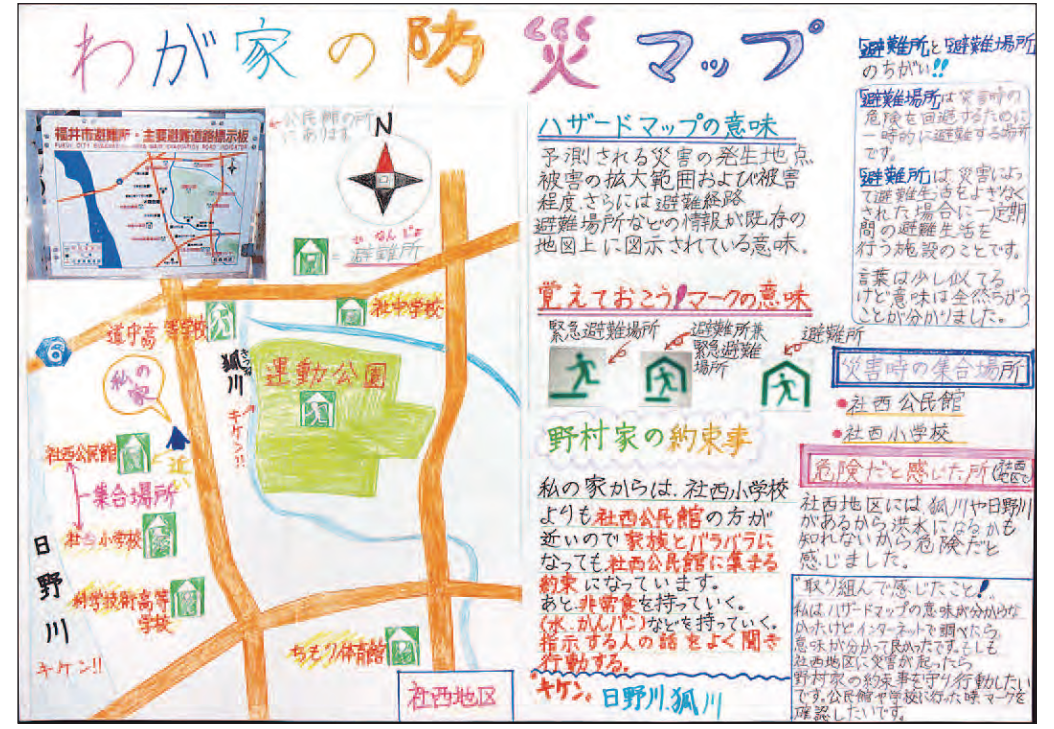 わが家の防災マップ
福井市避難所・主要避難道路標示板
公民館の所
にあります。
N
ひなんじょ
=避難所
6
道守高等学校
社中学校
私の家
狐川
きつね
キケン!!
運動公園
社西公民館
近い
集合場所
社西小学校
日野川
キケン!!
科学技術高等
学校
ちもり体育館
社西地区
ハザードマップの意味
予測される災害の発生地点
被害の拡大範囲および被害
程度、さらには避難経路
避難場所などの情報が既存の
地図上に図示されている意味。
覚えておこう!マークの意味
緊急避難場所
避難所兼
緊急避難
場所
避難所
野村家の約束事
私の家からは、社西小学校
よりも社西公民館の方が
近いので家族とバラバラに
なっても社西公民館に集まる
約束になっています。
あと、非常食を持っていく。
(水、かんパン)などを持っていく。
指示する人の話をよく聞き
行動する。
キケン。日野川、狐川
「避難所」と「避難場所」
のちがい!!
「避難場所」は災害時の
危険を回避するために
一時的に避難する場所
です。
「避難所」は災害によっ
て避難生活をよぎなく
された場合に一定期
間の避難生活を
行う施設のことです。
言葉は少し似てる
けど意味は全然ちがう
ことが分かりました。
災害時の集合場所
●社西公民館
●社西小学校
危険だと感じた所
社西地区には狐川や日野川
があるから洪水になるかも
知れないから危険だと
感じました。
取り組んで感じたこと!
私はハザードマップの意味が分からな
かったけどインターネットで調べたら
意味が分かって良かったです。もしも
社西地区に災害が起ったら
野村家の約束事を守り行動したい
です。公民館や学校に行った時、マークを
確認したいです。